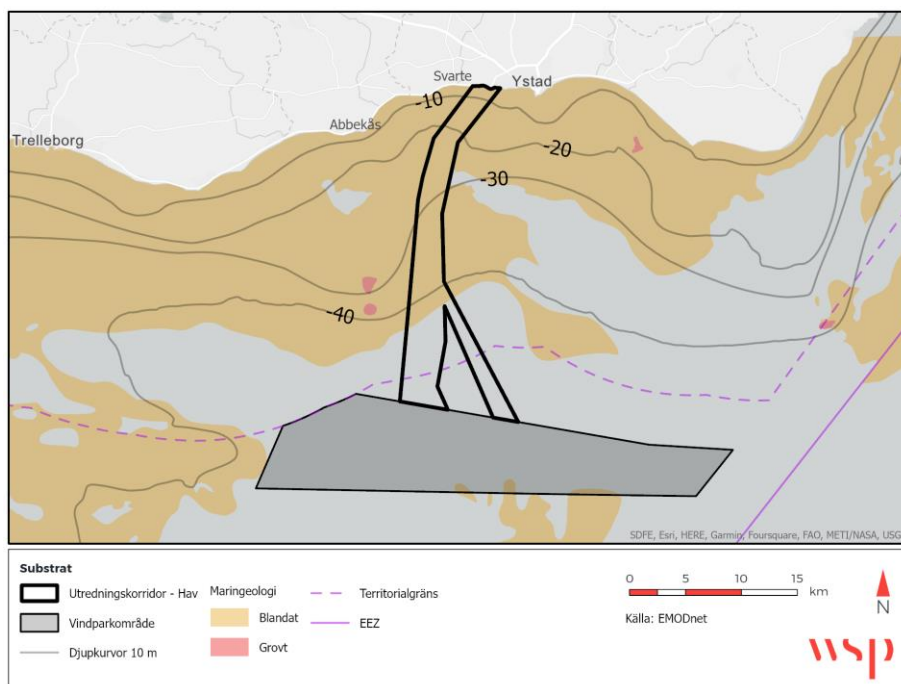 Svarte
Ystad
-10
Abbekås
-20
Trelleborg
-30
-40
SDFE, Esri, HERE, Garmin, Foursquare, FAO, METI/NASA, USG
Substrat
Utredningskorridor - Hav
Vindparkområde
Djupkurvor 10 m
Maringeologi
Blandat
Grovt
Territorialgräns
EEZ
0 5 10 15
km
Källa: EMODnet
N
wsp